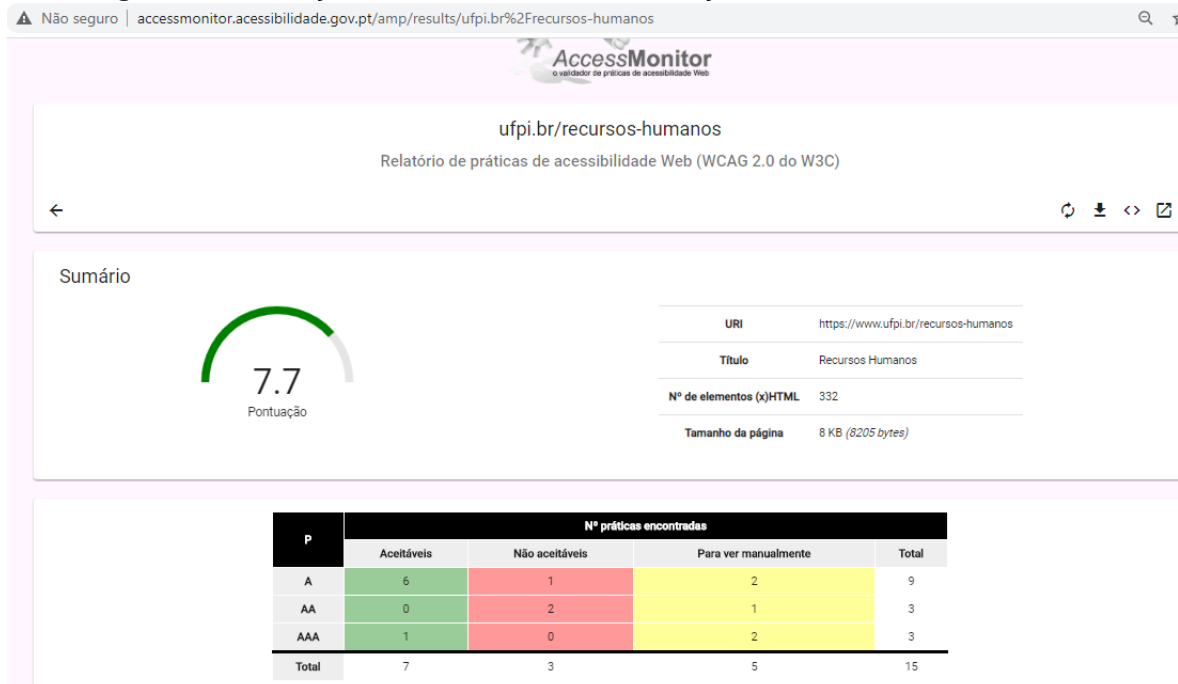 Não seguro | accessmonitor.acessibilidade.gov.pt/amp/results/ufpi.br%2Frecursos-humanos
AccessMonitor
o validador de práticas de acessibilidade Web
ufpi.br/recursos-humanos
Relatório de práticas de acessibilidade Web (WCAG 2.0 do W3C)
Sumário
7.7
Pontuação
URI https://www.ufpi.br/recursos-humanos
Título Recursos Humanos
Nº de elementos (x)HTML 332
Tamanho da página 8 KB (8205 bytes)
P Nº práticas encontradas
Aceitáveis Não aceitáveis Para ver manualmente Total
A 6 1 2 9
AA 0 2 1 3
AAA 1 0 2 3
Total 7 3 5 15